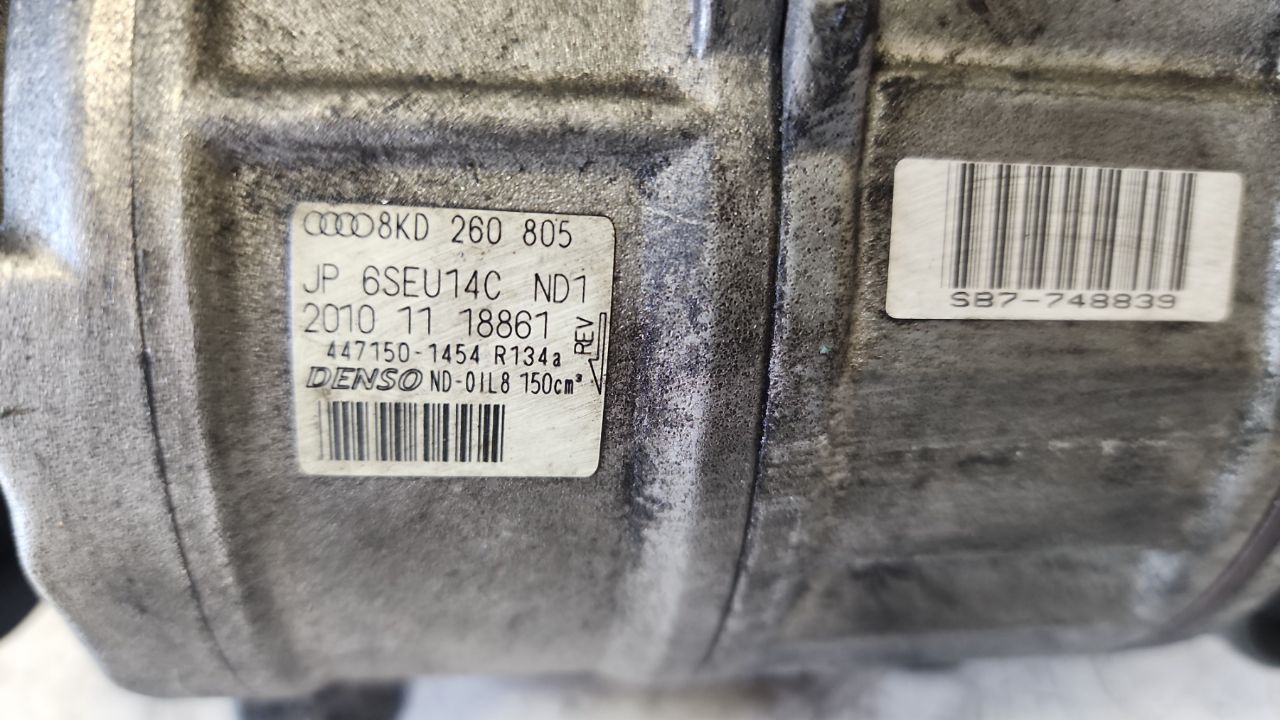 8KD 260 805
JP 6SEU14C ND1
2010 11 18861
447150-1454 R134a
REV
DENSO ND-OIL8 150cm³
SB7-748839